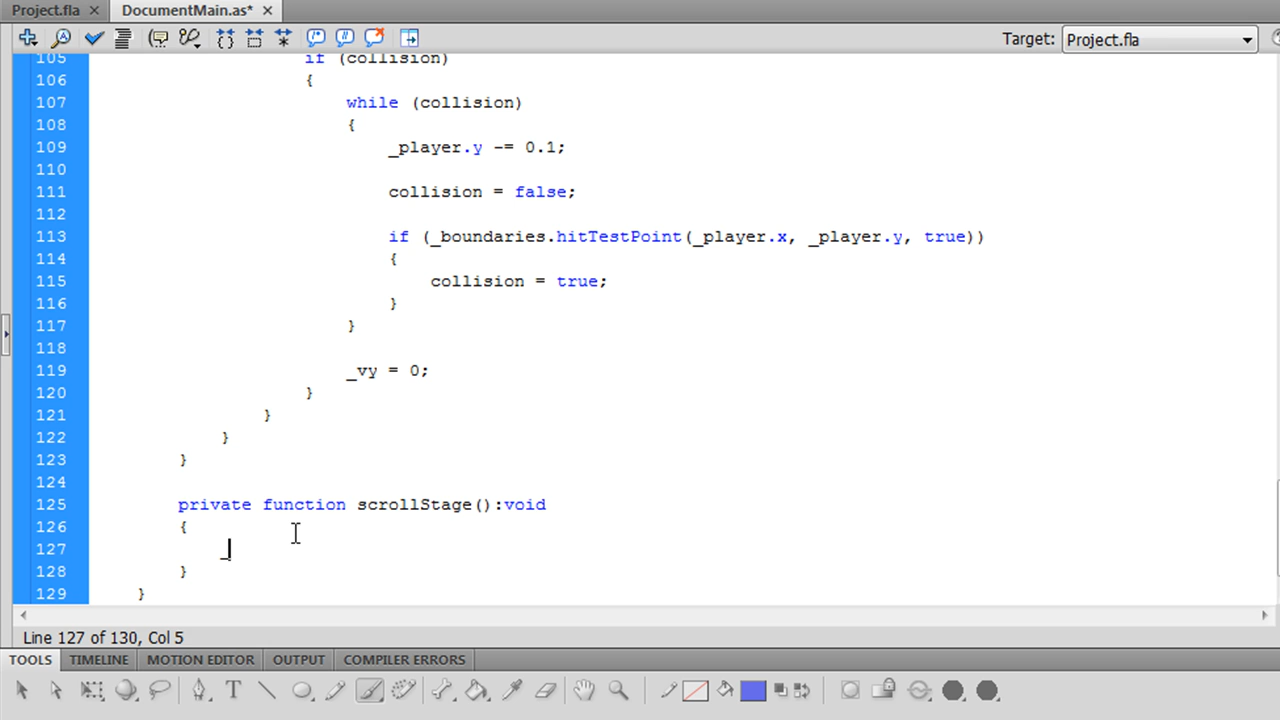 Project.fla
DocumentMain.as*
Target: Project.fla
105 if (collision)
106 {
107 while (collision)
108 {
109 _player.y -= 0.1;
110
111 collision = false;
112
113 if (_boundaries.hitTestPoint(_player.x, _player.y, true))
114 {
115 collision = true;
116 }
117 }
118
119 _vy = 0;
120 }
121 }
122 }
123 }
124
125 private function scrollStage():void
126 {
127 _
128 }
129 }
Line 127 of 130, Col 5
TOOLS TIMELINE MOTION EDITOR OUTPUT COMPILER ERRORS